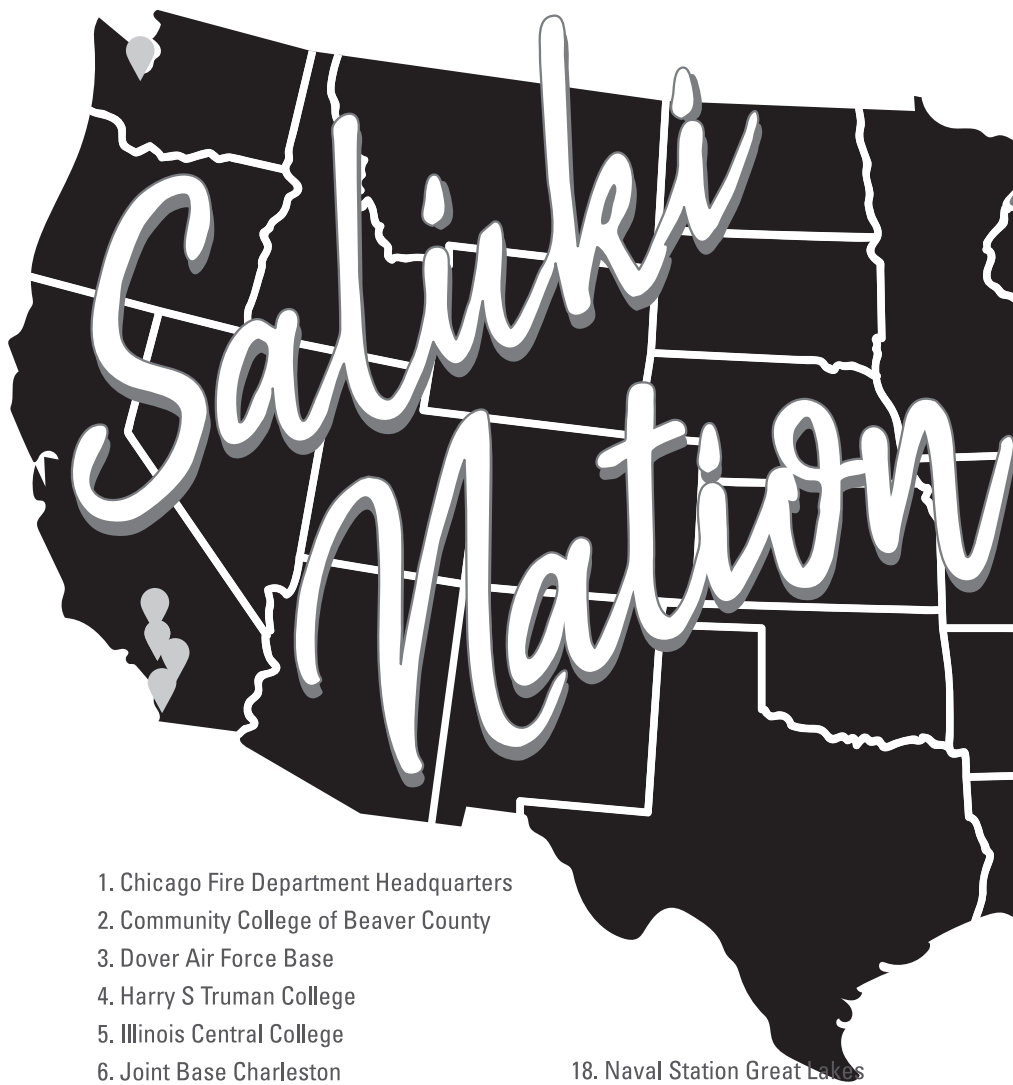 Saluki
Nation
1. Chicago Fire Department Headquarters
2. Community College of Beaver County
3. Dover Air Force Base
4. Harry S Truman College
5. Illinois Central College
6. Joint Base Charleston
18. Naval Station Great Lakes